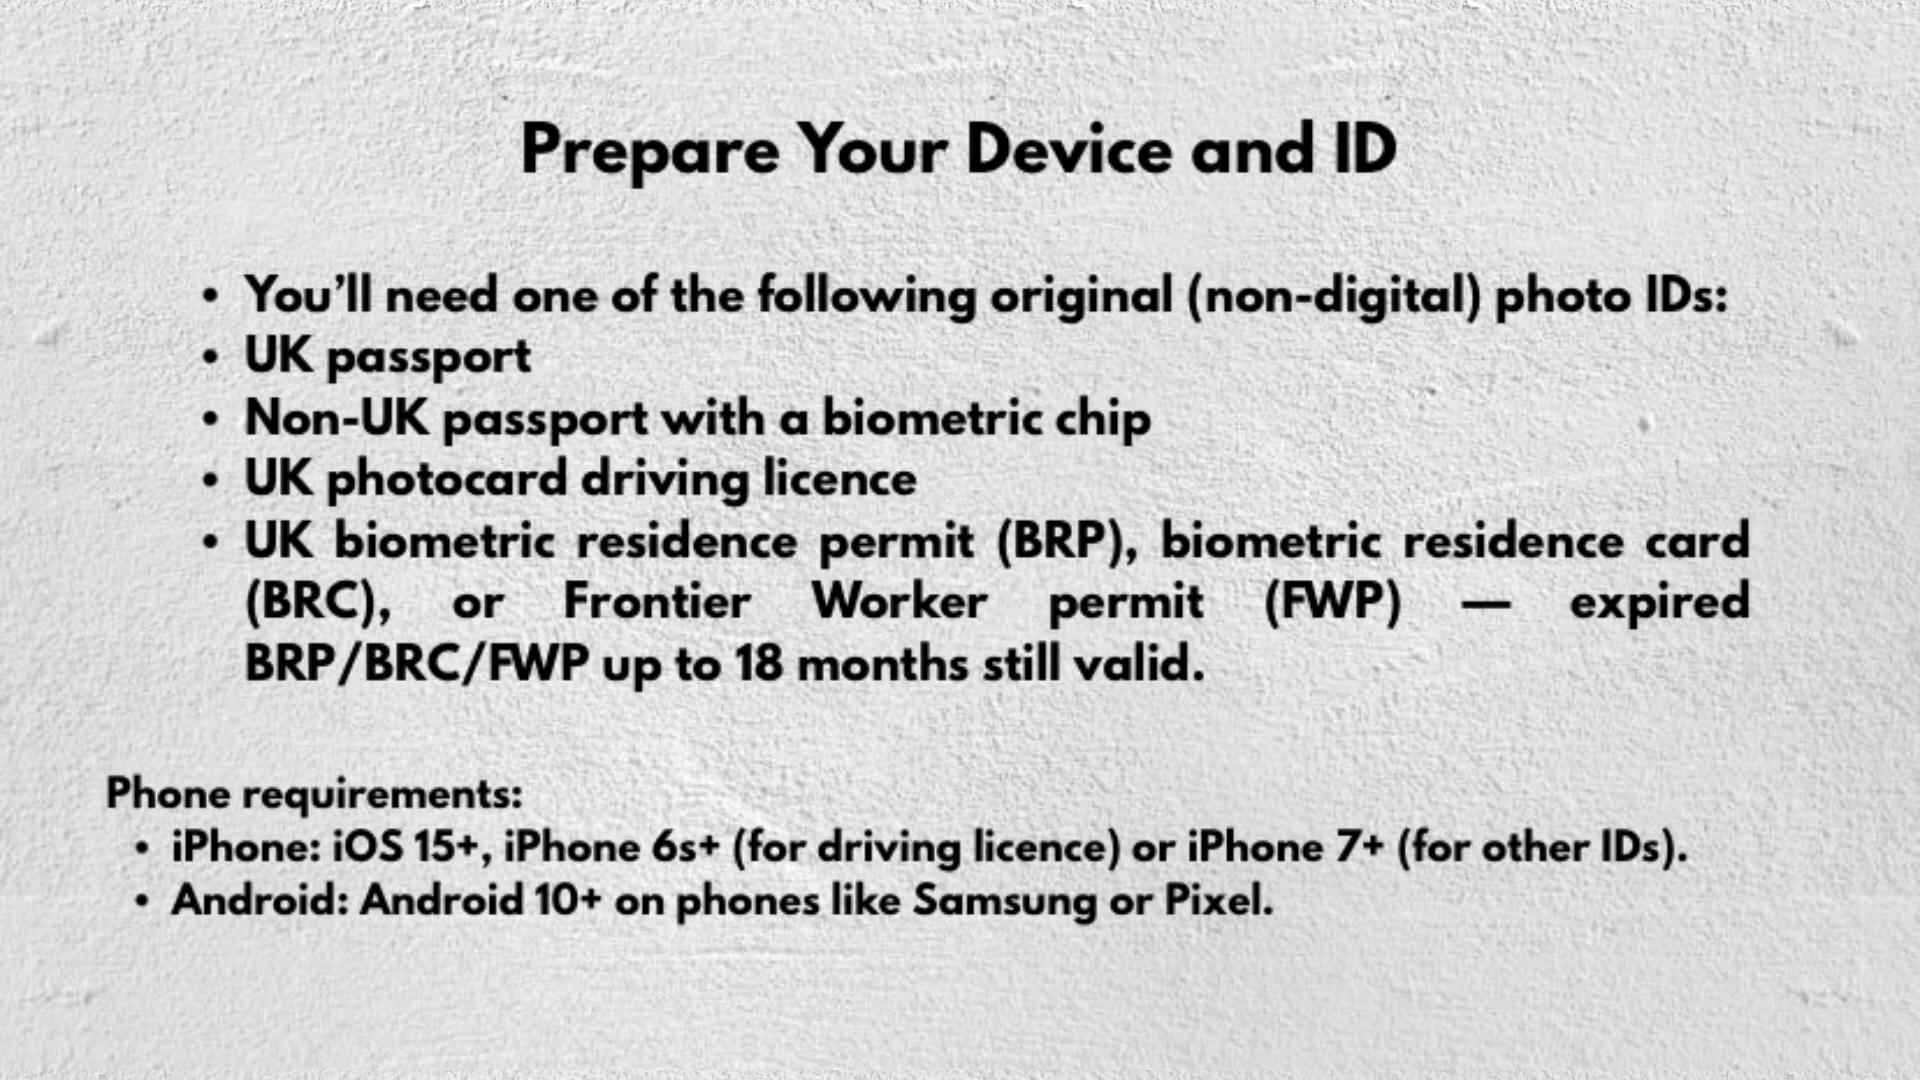 Prepare Your Device and ID
• You’ll need one of the following original (non-digital) photo IDs:
• UK passport
• Non-UK passport with a biometric chip
• UK photocard driving licence
• UK biometric residence permit (BRP), biometric residence card
(BRC), or Frontier Worker permit (FWP) — expired
BRP/BRC/FWP up to 18 months still valid.
Phone requirements:
• iPhone: iOS 15+, iPhone 6s+ (for driving licence) or iPhone 7+ (for other IDs).
• Android: Android 10+ on phones like Samsung or Pixel.